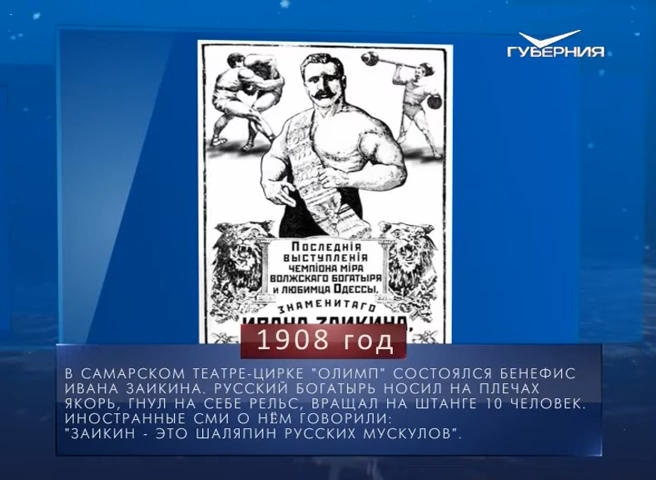 ГУБЕРНИЯ
Последнія
выступленія
чемпіона міра
волжскаго богатыря
и любимца Одессы,
знаменитаго
Ивана Заикина,
1908 год
В САМАРСКОМ ТЕАТРЕ-ЦИРКЕ "ОЛИМП" СОСТОЯЛСЯ БЕНЕФИС
ИВАНА ЗАИКИНА. РУССКИЙ БОГАТЫРЬ НОСИЛ НА ПЛЕЧАХ
ЯКОРЬ, ГНУЛ НА СЕБЕ РЕЛЬС, ВРАЩАЛ НА ШТАНГЕ 10 ЧЕЛОВЕК.
ИНОСТРАННЫЕ СМИ О НЁМ ГОВОРИЛИ:
"ЗАИКИН - ЭТО ШАЛЯПИН РУССКИХ МУСКУЛОВ".